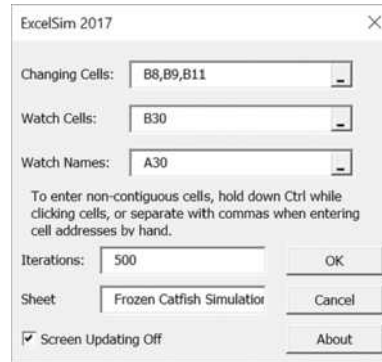 ExcelSim 2017
Changing Cells: B8,B9,B11
Watch Cells: B30
Watch Names: A30
To enter non-contiguous cells, hold down Ctrl while
clicking cells, or separate with commas when entering
cell addresses by hand.
Iterations: 500 OK
Sheet Frozen Catfish Simulation Cancel
Screen Updating Off About